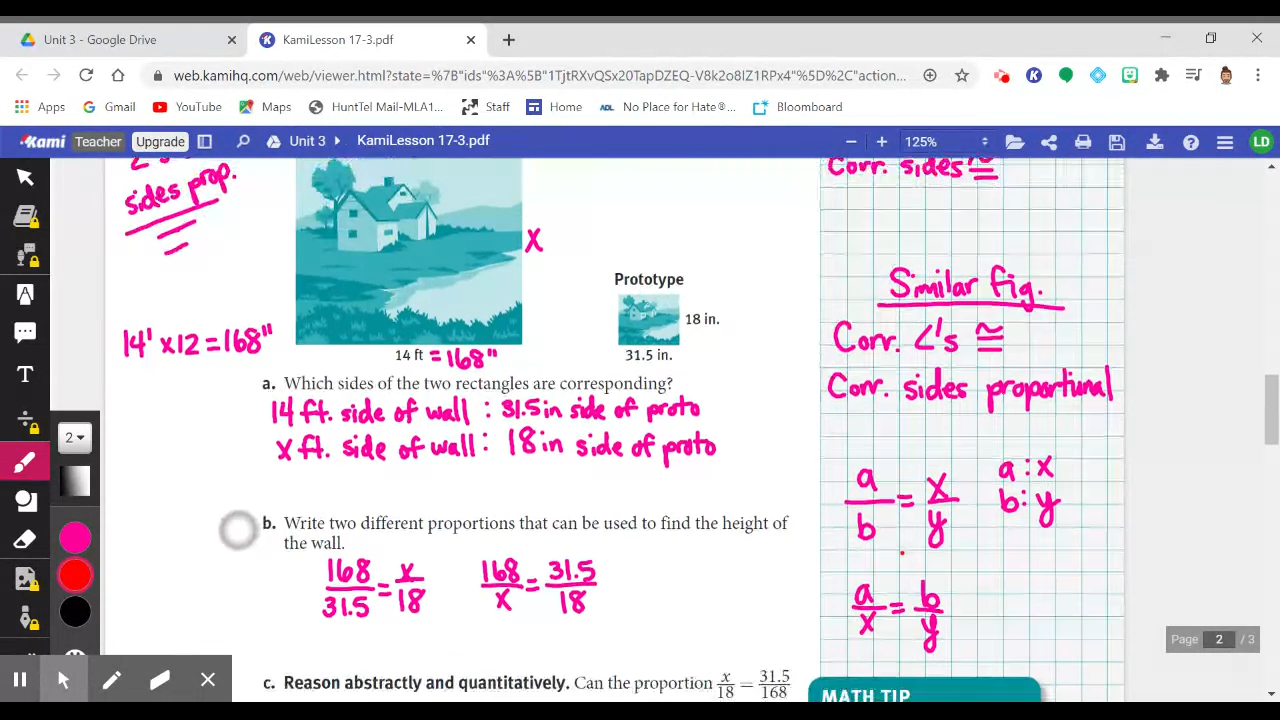 Unit 3 - Google Drive
KamiLesson 17-3.pdf
web.kamihq.com/web/viewer.html?state=%7B"ids"%3A%5B"1TjtRXvQSx20TapDZEQ-V8k2o8IZ1RPx4"%5D%2C"action...
Apps Gmail YouTube Maps HuntTel Mail-MLA1... Staff Home ADL No Place for Hate®... Bloomboard
Kami Teacher Upgrade Unit 3 KamiLesson 17-3.pdf 125% LD
sides prop.
Corr. sides ≅
X
Similar fig.
Prototype
18 in.
31.5 in.
14' x12 = 168"
14 ft = 168"
Corr. ∠'s ≅
Corr. sides proportional
a. Which sides of the two rectangles are corresponding?
14 ft. side of wall : 31.5 in side of proto
x ft. side of wall : 18 in side of proto
2
a/b = x/y
a : x
b : y
b. Write two different proportions that can be used to find the height of
the wall.
168/31.5 = x/18 168/x = 31.5/18
a/x = b/y
Page 2 / 3
c. Reason abstractly and quantitatively. Can the proportion x/18 = 31.5/168
MATH TIP